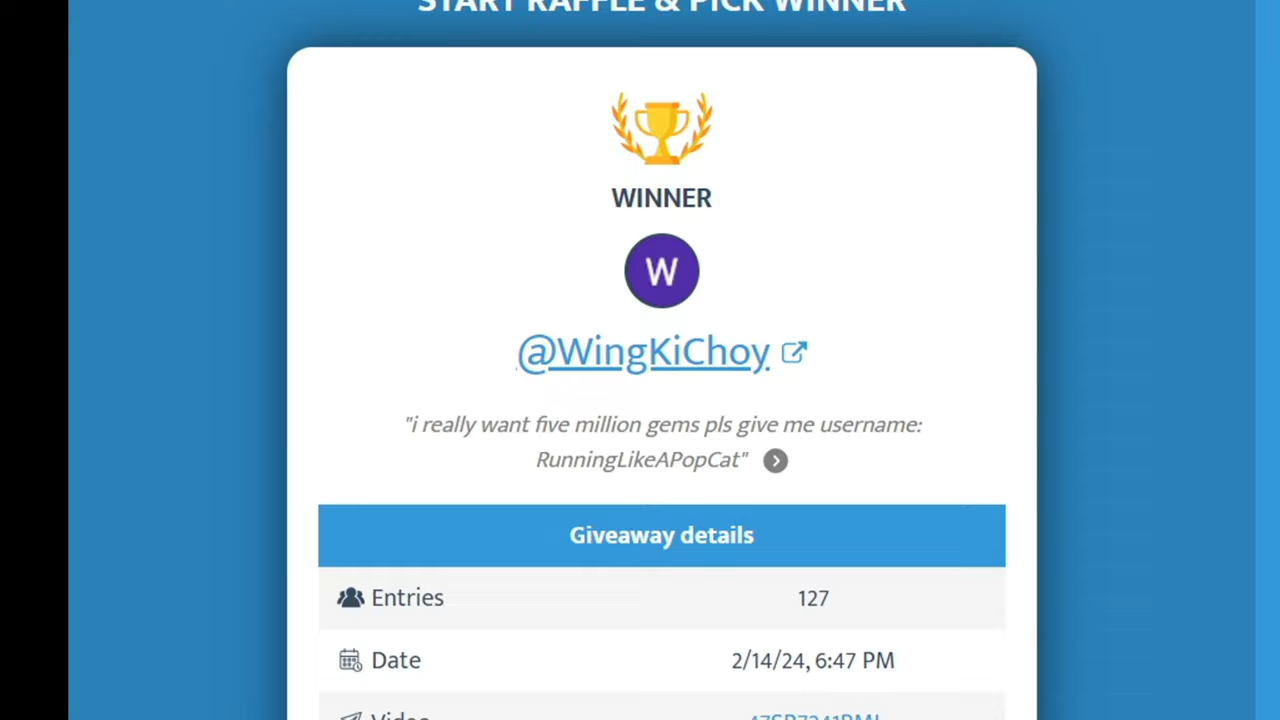 START RAFFLE & PICK WINNER
WINNER
W
@WingKiChoy
"i really want five million gems pls give me username:
RunningLikeAPopCat"
Giveaway details
Entries 127
Date 2/14/24, 6:47 PM
Video